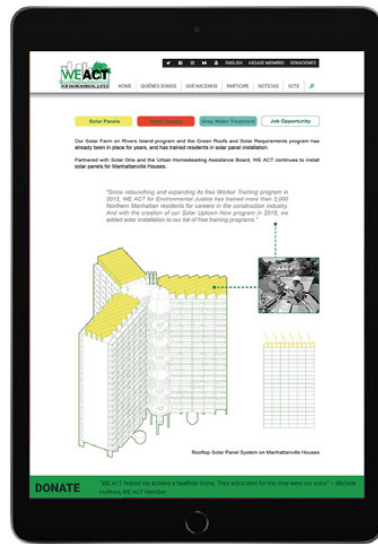 ENGLISH HÁGASE MIEMBRO DONACIONES
WE ACT
FOR ENVIRONMENTAL JUSTICE
HOME QUIÉNES SOMOS QUÉ HACEMOS PARTICIPE NOTICIAS VOTE
Solar Panels Gray Water Treatment Job Opportunity
Our Solar Farm on Rivers Island program and the Green Roofs and Solar Requirements program has
already been in place for years, and has trained residents in solar panel installation.
Partnered with Solar One and the Urban Homesteading Assistance Board, WE ACT continues to install
solar panels for Manhattanville Houses.
"Since relaunching and expanding its free Worker Training program in
2012, WE ACT for Environmental Justice has trained more than 2,000
Northern Manhattan residents for careers in the construction industry.
And with the creation of our Solar Uptown Now program in 2015, we
added solar installation to our list of free training programs."
Rooftop Solar Panel System on Manhattanville Houses
DONATE
"WE ACT helped me achieve a healthier home. They advocated for me, they were our voice" – Michele
Holmes, WE ACT Member